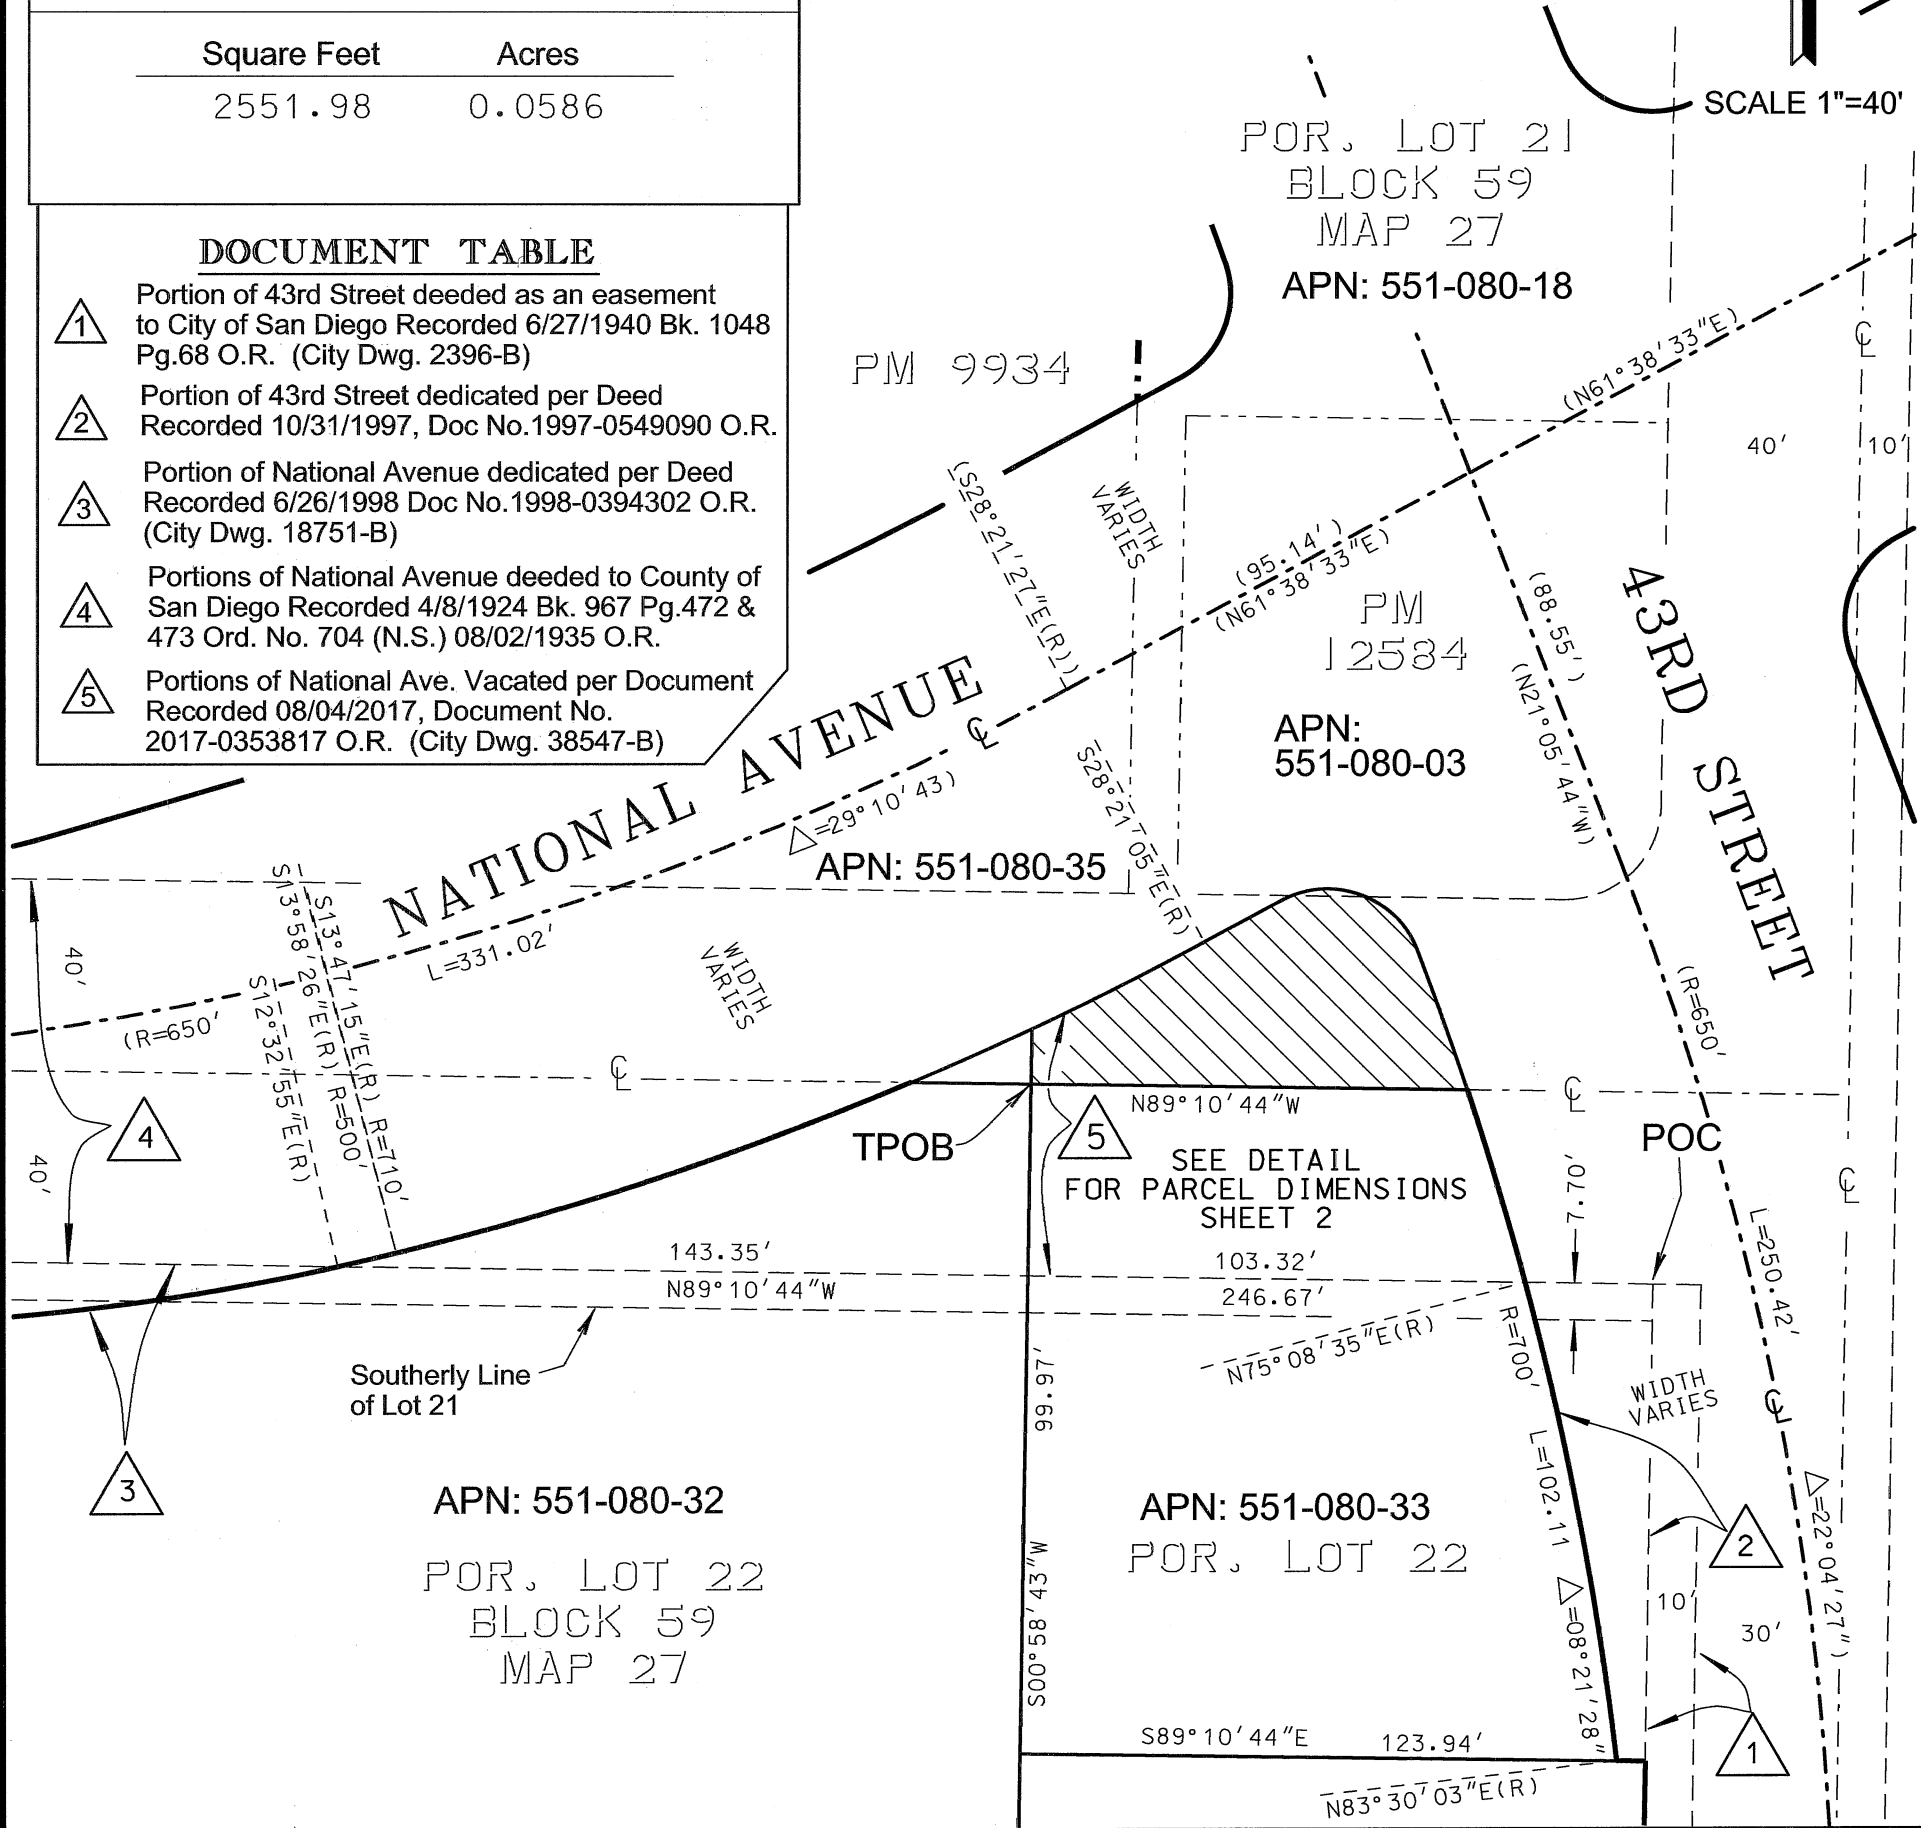 Square Feet Acres
2551.98 0.0586
SCALE 1"=40'
DOCUMENT TABLE
1 Portion of 43rd Street deeded as an easement
to City of San Diego Recorded 6/27/1940 Bk. 1048
Pg.68 O.R. (City Dwg. 2396-B)
2 Portion of 43rd Street dedicated per Deed
Recorded 10/31/1997, Doc No.1997-0549090 O.R.
3 Portion of National Avenue dedicated per Deed
Recorded 6/26/1998 Doc No.1998-0394302 O.R.
(City Dwg. 18751-B)
4 Portions of National Avenue deeded to County of
San Diego Recorded 4/8/1924 Bk. 967 Pg.472 &
473 Ord. No. 704 (N.S.) 08/02/1935 O.R.
5 Portions of National Ave. Vacated per Document
Recorded 08/04/2017, Document No.
2017-0353817 O.R. (City Dwg. 38547-B)
POR. LOT 21
BLOCK 59
MAP 27
APN: 551-080-18
PM 9934
(N61°38'33"E)
℄
40'
10'
(S28°21'27"E(R))
WIDTH
VARIES
(95.14')
(N61°38'33"E)
PM
12584
(88.55')
(N21°05'44"W)
43RD STREET
APN:
551-080-03
NATIONAL AVENUE
℄
△=29°10'43)
APN: 551-080-35
S28°21'05"E(R)
L=331.02'
(R=650'
WIDTH
VARIES
S13°58'26"E(R) R=500'
S13°47'15"E(R) R=710'
S12°32'55"E(R)
40'
40'
℄
4
(R=650'
℄
N89°10'44"W
TPOB
5
SEE DETAIL
FOR PARCEL DIMENSIONS
SHEET 2
POC
7.70'
℄
L=250.42'
143.35'
N89°10'44"W
103.32'
246.67'
N75°08'35"E(R)
R=700'
Southerly Line
of Lot 21
99.97'
WIDTH
VARIES
℄
L=102.11
△=08°21'28"
△=22°04'27")
3
APN: 551-080-32
POR. LOT 22
BLOCK 59
MAP 27
APN: 551-080-33
POR. LOT 22
2
10'
30'
S00°58'43"W
S89°10'44"E 123.94'
1
N83°30'03"E(R)